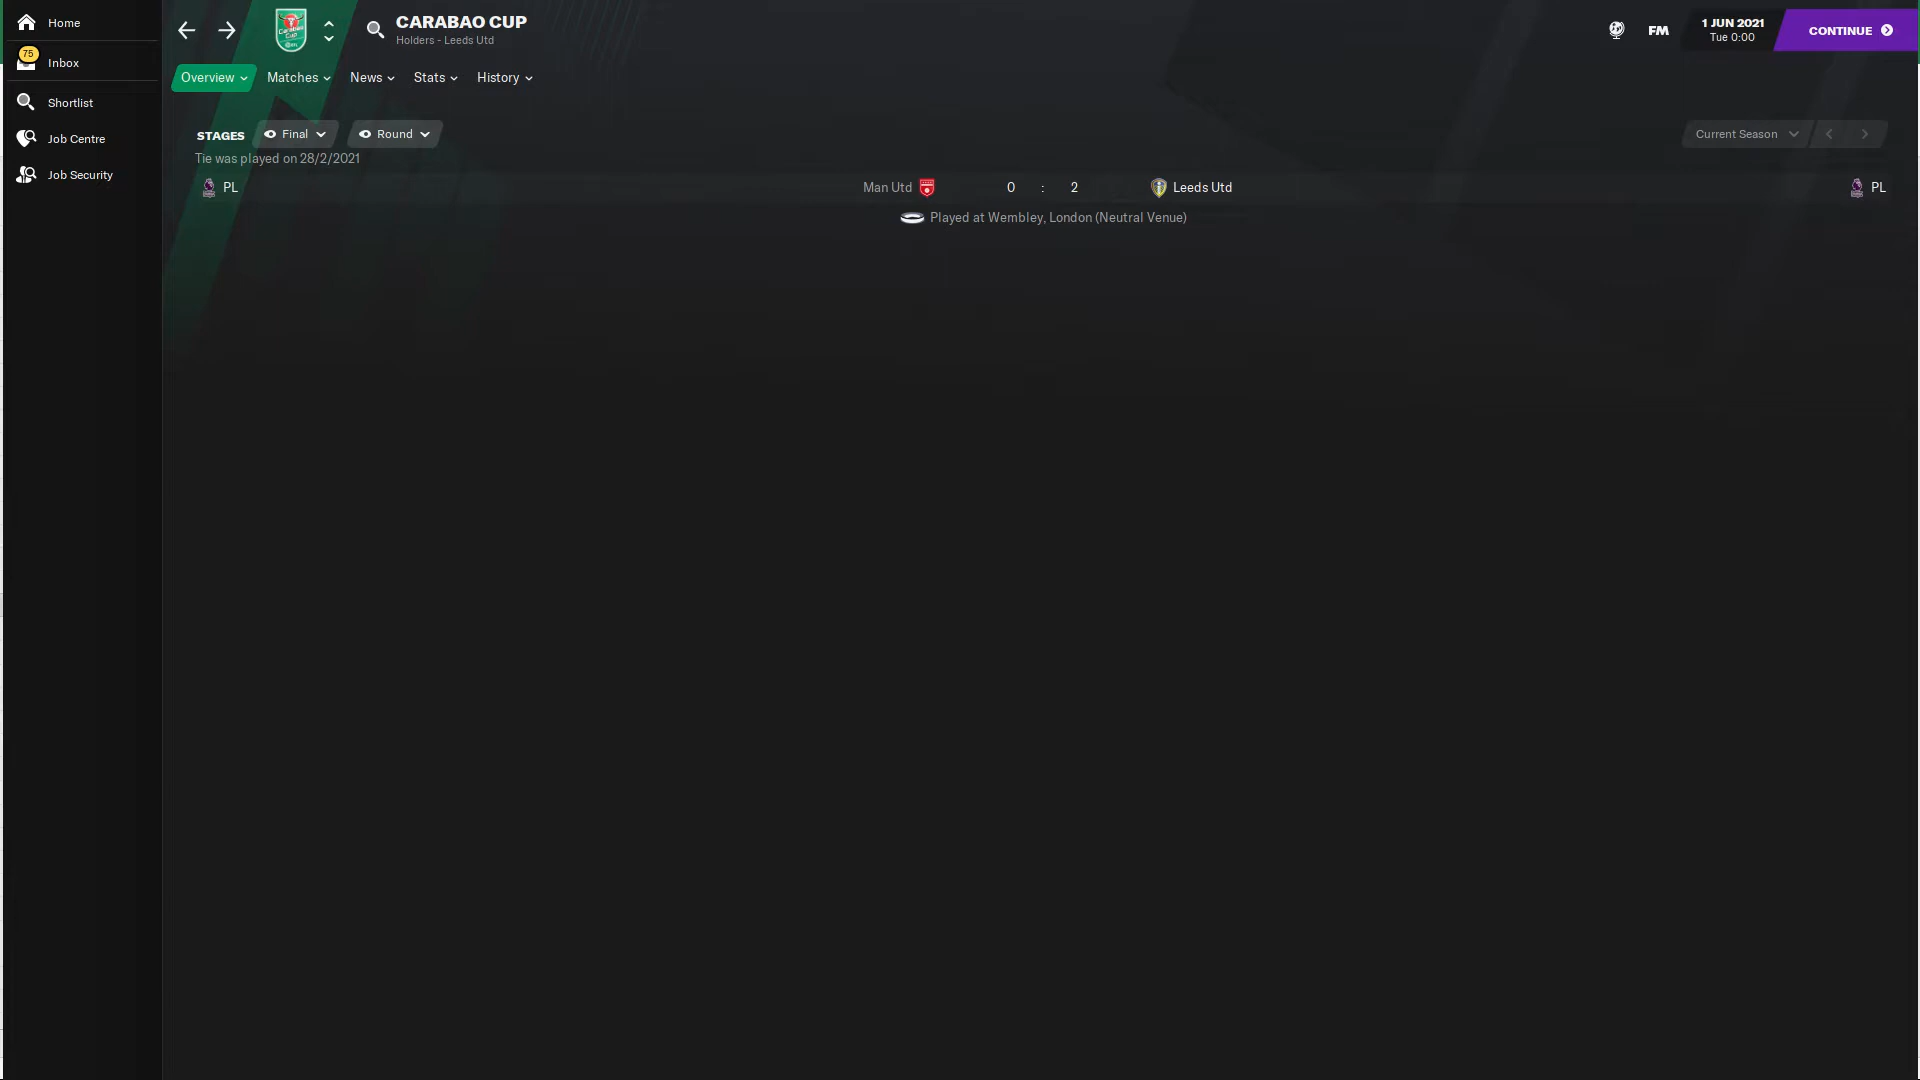 Home
75
Inbox
Shortlist
Job Centre
Job Security
CARABAO CUP
Holders - Leeds Utd
FM
1 JUN 2021
Tue 0:00
CONTINUE
Overview
Matches
News
Stats
History
STAGES
Final
Round
Current Season
Tie was played on 28/2/2021
PL
Man Utd
0 : 2
Leeds Utd
PL
Played at Wembley, London (Neutral Venue)